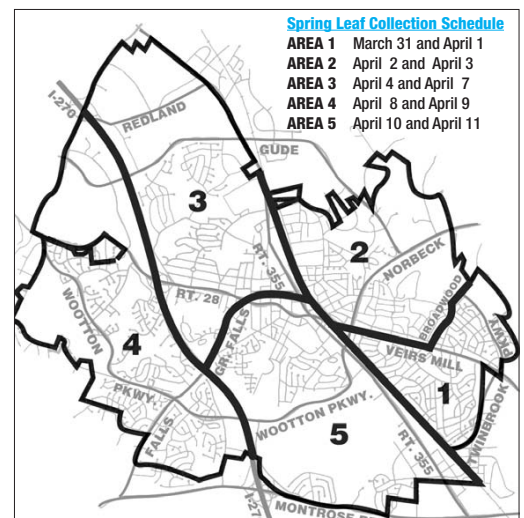 Spring Leaf Collection Schedule
AREA 1 March 31 and April 1
AREA 2 April 2 and April 3
AREA 3 April 4 and April 7
AREA 4 April 8 and April 9
AREA 5 April 10 and April 11
I-270
REDLAND
GUDE
3
2
RT. 355
NORBECK
RT. 28
BROADWOOD
PKWY.
WOOTTON
4
GR. FALLS
VEIRS MILL
1
PKWY.
WOOTTON PKWY.
TWINBROOK
FALLS
5
RT. 355
I-27
MONTROSE